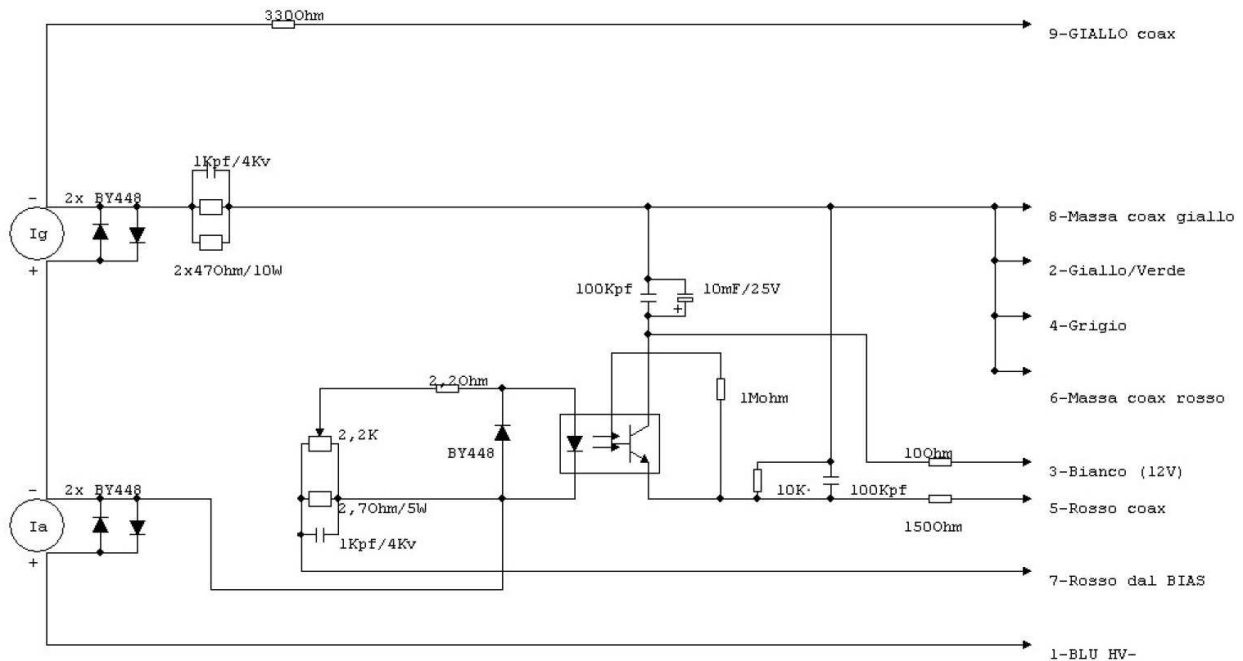 330Ohm
9-GIALLO coax
1Kpf/4Kv
- 2x BY448
Ig
8-Massa coax giallo
+
2x47Ohm/10W
2-Giallo/Verde
100Kpf
10mF/25V
+
4-Grigio
2,2Ohm
1Mohm
6-Massa coax rosso
2,2K
BY448
10Ohm
3-Bianco (12V)
- 2x BY448
10K·
100Kpf
5-Rosso coax
2,7Ohm/5W
Ia
150Ohm
1Kpf/4Kv
+
7-Rosso dal BIAS
1-BLU HV-